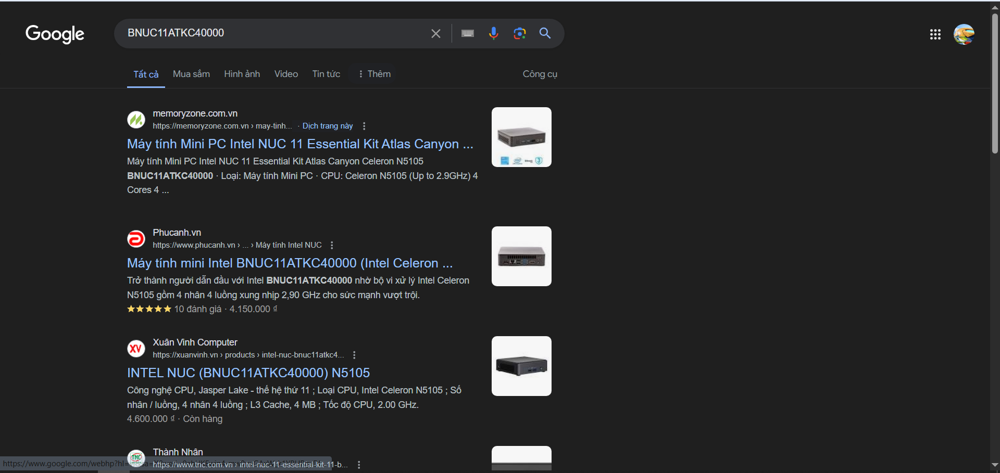 Google
BNUC11ATKC40000
Tất cả Mua sắm Hình ảnh Video Tin tức Thêm Công cụ
memoryzone.com.vn
https://memoryzone.com.vn › may-tinh... · Dịch trang này
Máy tính Mini PC Intel NUC 11 Essential Kit Atlas Canyon ...
Máy tính Mini PC Intel NUC 11 Essential Kit Atlas Canyon Celeron N5105
BNUC11ATKC40000 · Loại: Máy tính Mini PC · CPU: Celeron N5105 (Up to 2.9GHz) 4
Cores 4 ...
Phucanh.vn
https://www.phucanh.vn › ... › Máy tính Intel NUC
Máy tính mini Intel BNUC11ATKC40000 (Intel Celeron ...
Trở thành người dẫn đầu với Intel BNUC11ATKC40000 nhờ bộ vi xử lý Intel Celeron
N5105 gồm 4 nhân 4 luồng xung nhịp 2,90 GHz cho sức mạnh vượt trội.
10 đánh giá · 4.150.000 ₫
XV
Xuân Vinh Computer
https://xuanvinh.vn › products › intel-nuc-bnuc11atkc4...
INTEL NUC (BNUC11ATKC40000) N5105
Công nghệ CPU, Jasper Lake - thế hệ thứ 11 ; Loại CPU, Intel Celeron N5105 ; Số
nhân / luồng, 4 nhân 4 luồng ; L3 Cache, 4 MB ; Tốc độ CPU, 2.00 GHz.
4.600.000 ₫ · Còn hàng
TNC
Thành Nhân
https://www.tnc.com.vn › intel-nuc-11-essential-kit-11-b...
https://www.google.com/webhp?hl=